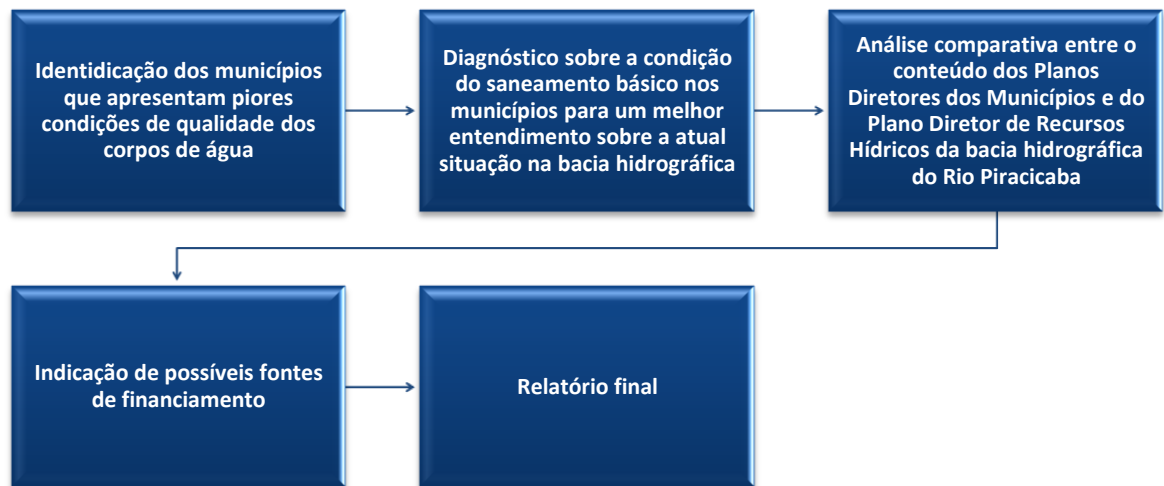 Identidicação dos municípios
que apresentam piores
condições de qualidade dos
corpos de água
Diagnóstico sobre a condição
do saneamento básico nos
municípios para um melhor
entendimento sobre a atual
situação na bacia hidrográfica
Análise comparativa entre o
conteúdo dos Planos
Diretores dos Municípios e do
Plano Diretor de Recursos
Hídricos da bacia hidrográfica
do Rio Piracicaba
Indicação de possíveis fontes
de financiamento
Relatório final